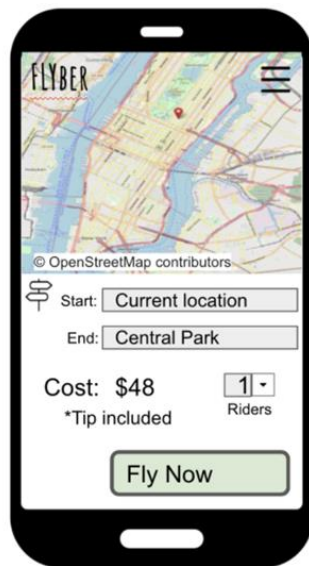 FLYBER
© OpenStreetMap contributors
Start: Current location
End: Central Park
Cost: $48 1
*Tip included Riders
Fly Now